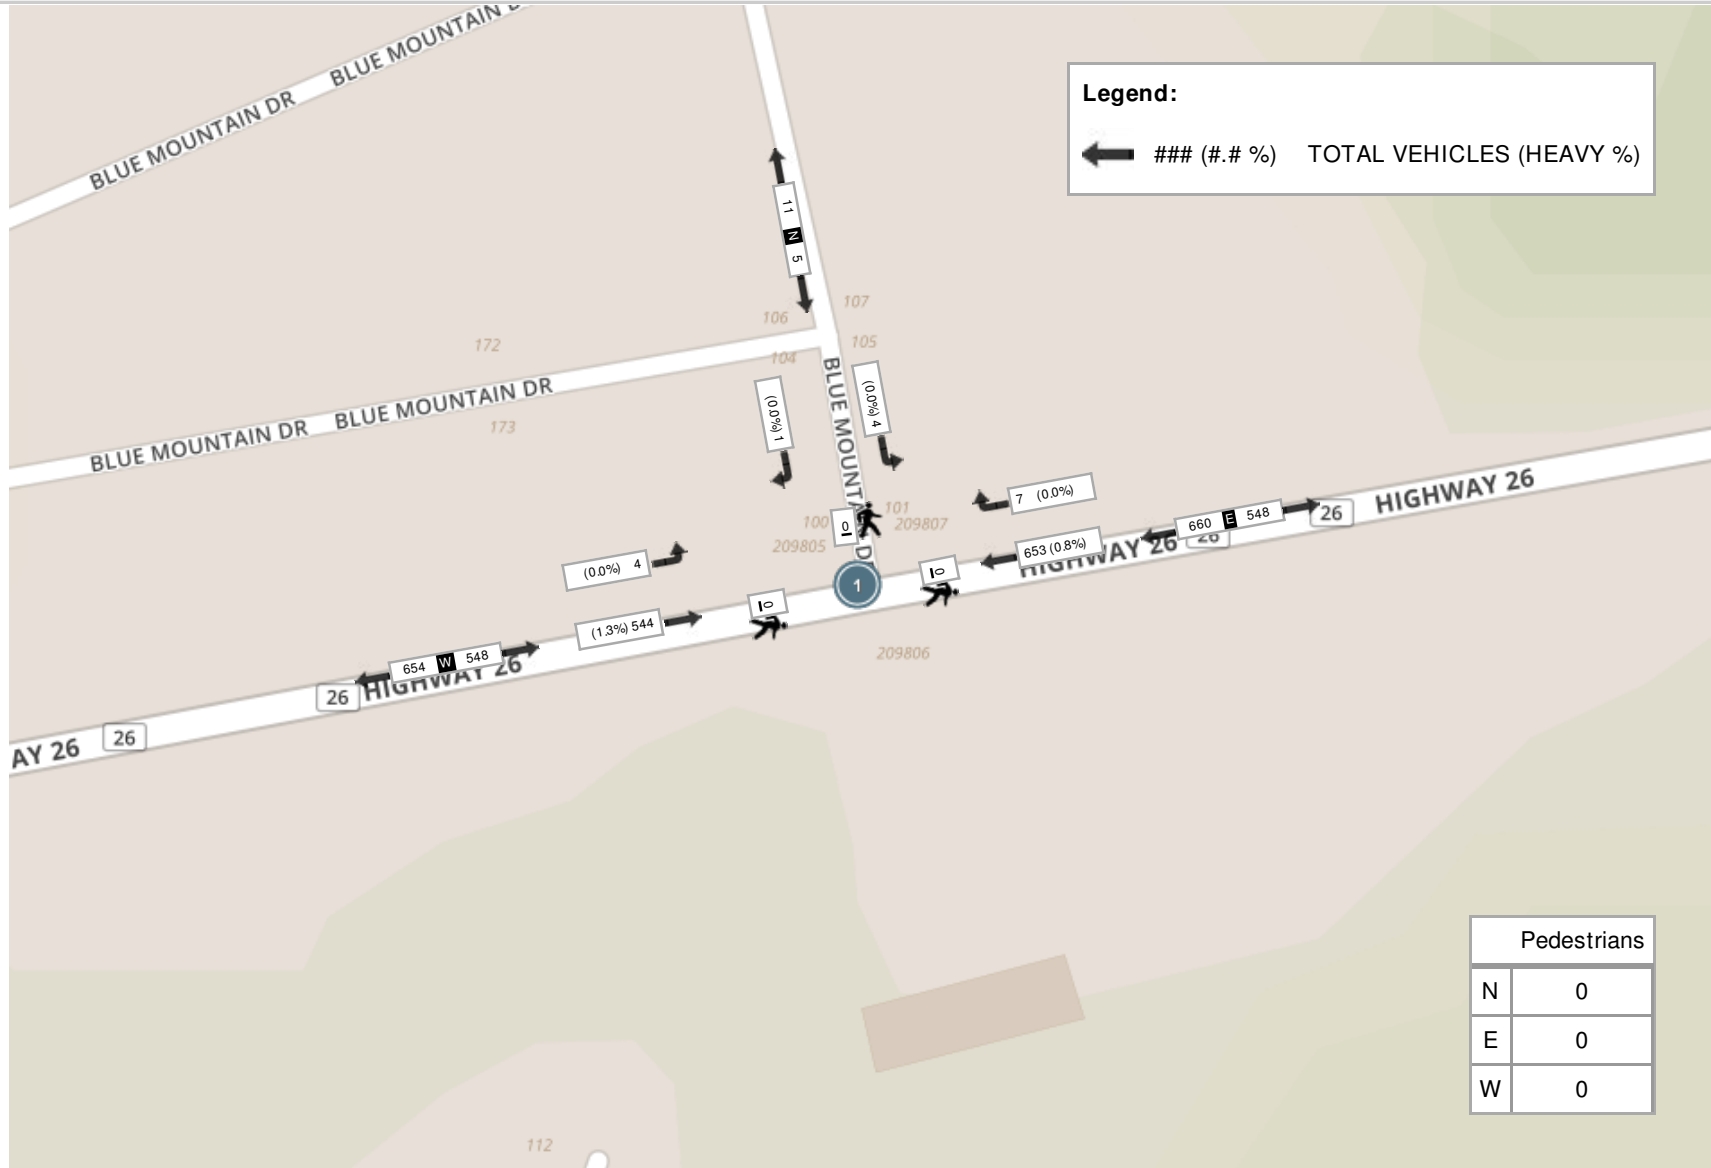 BLUE MOUNTAIN D
BLUE MOUNTAIN DR
Legend:
### (#.# %) TOTAL VEHICLES (HEAVY %)
11 N 5
107
106
105
104
172
BLUE MOUNTAIN DR
BLUE MOUNTAIN DR
173
(0.0%) 1
BLUE MOUNTA
D
(0.0%) 4
7 (0.0%)
HIGHWAY 26
26
660 E 548
26
653 (0.8%)
HIGHWAY 26
100
101
209807
209805
0
(0.0%) 4
1
0
0
(1.3%) 544
209806
654 W 548
HIGHWAY 26
26
26
AY 26
Pedestrians
N 0
E 0
W 0
112